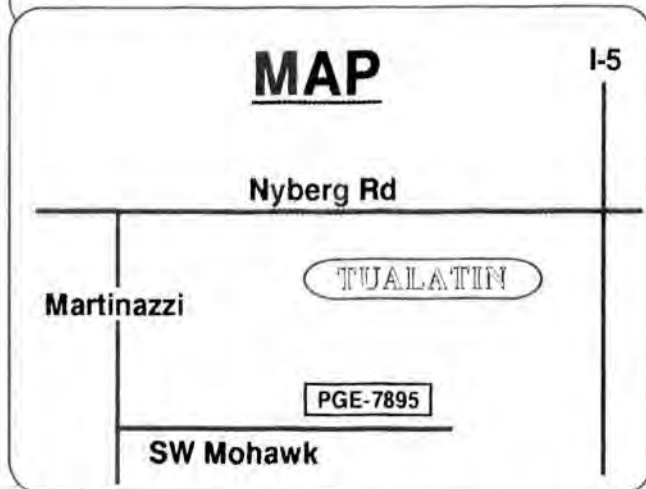 MAP
I-5
Nyberg Rd
TUALATIN
Martinazzi
PGE-7895
SW Mohawk